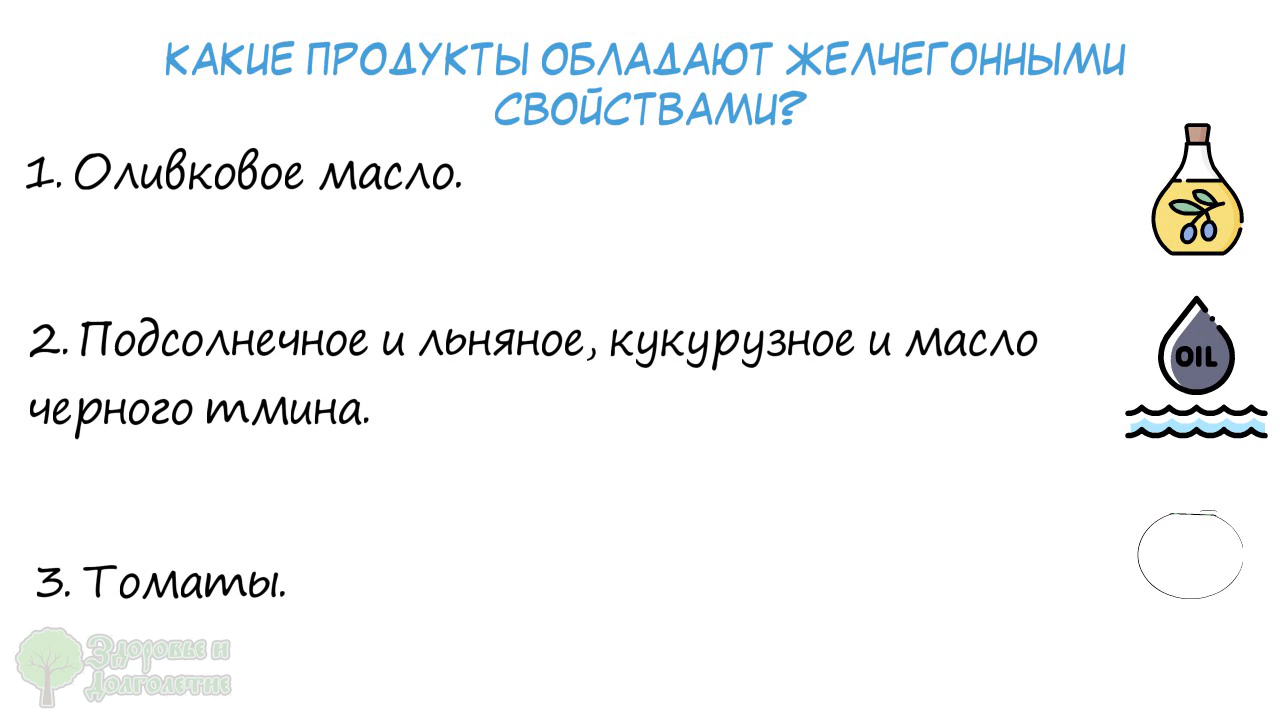 КАКИЕ ПРОДУКТЫ ОБЛАДАЮТ ЖЕЛЧЕГОННЫМИ
СВОЙСТВАМИ?
1. Оливковое масло.
2. Подсолнечное и льняное, кукурузное и масло
черного тмина.
OIL
3. Томаты.
Здоровье и
Долголетие